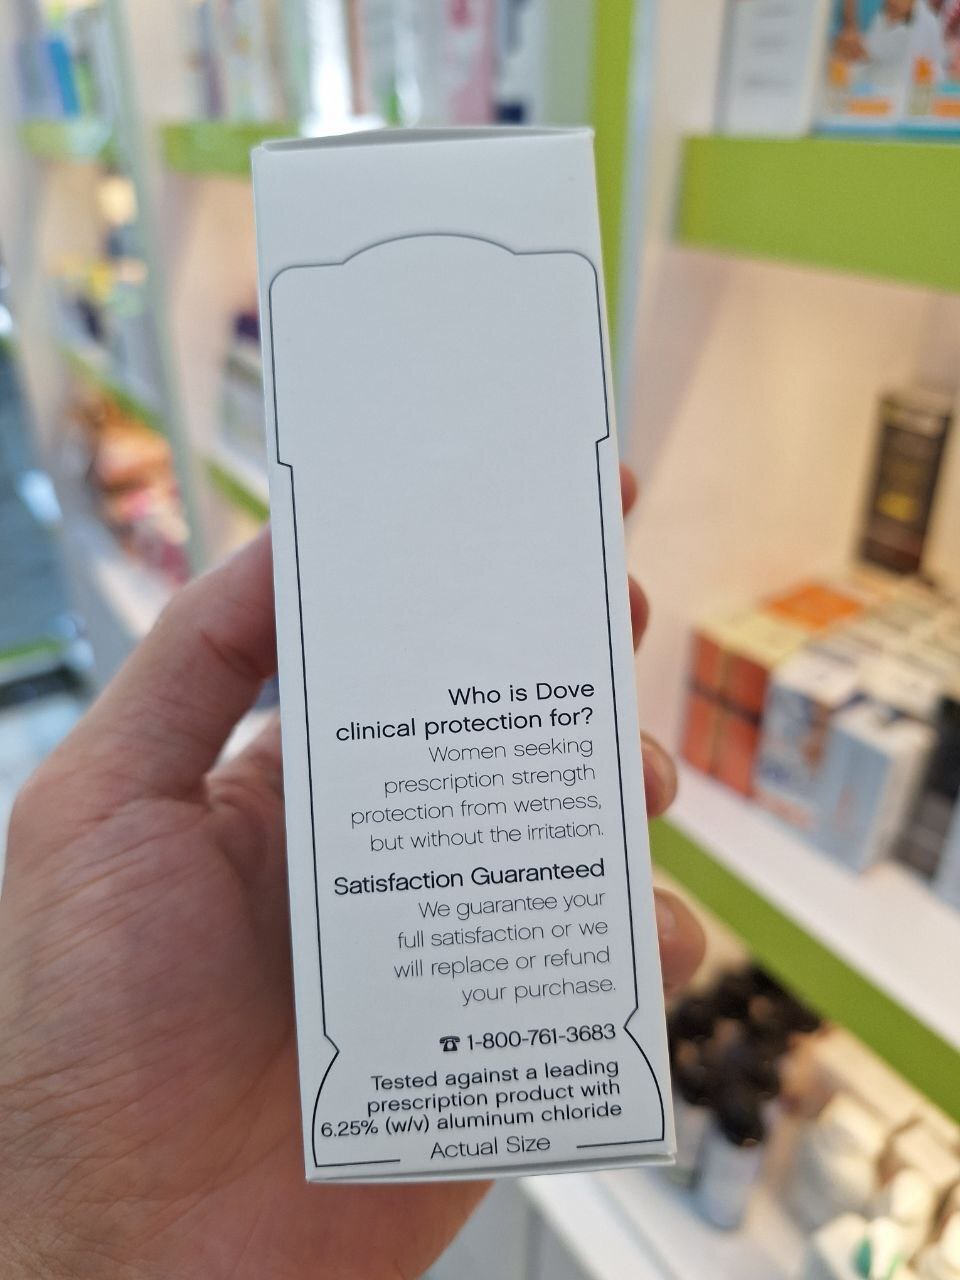 Who is Dove
clinical protection for?
Women seeking
prescription strength
protection from wetness,
but without the irritation.
Satisfaction Guaranteed
We guarantee your
full satisfaction or we
will replace or refund
your purchase.
☎ 1-800-761-3683
Tested against a leading
prescription product with
6.25% (w/v) aluminum chloride
Actual Size